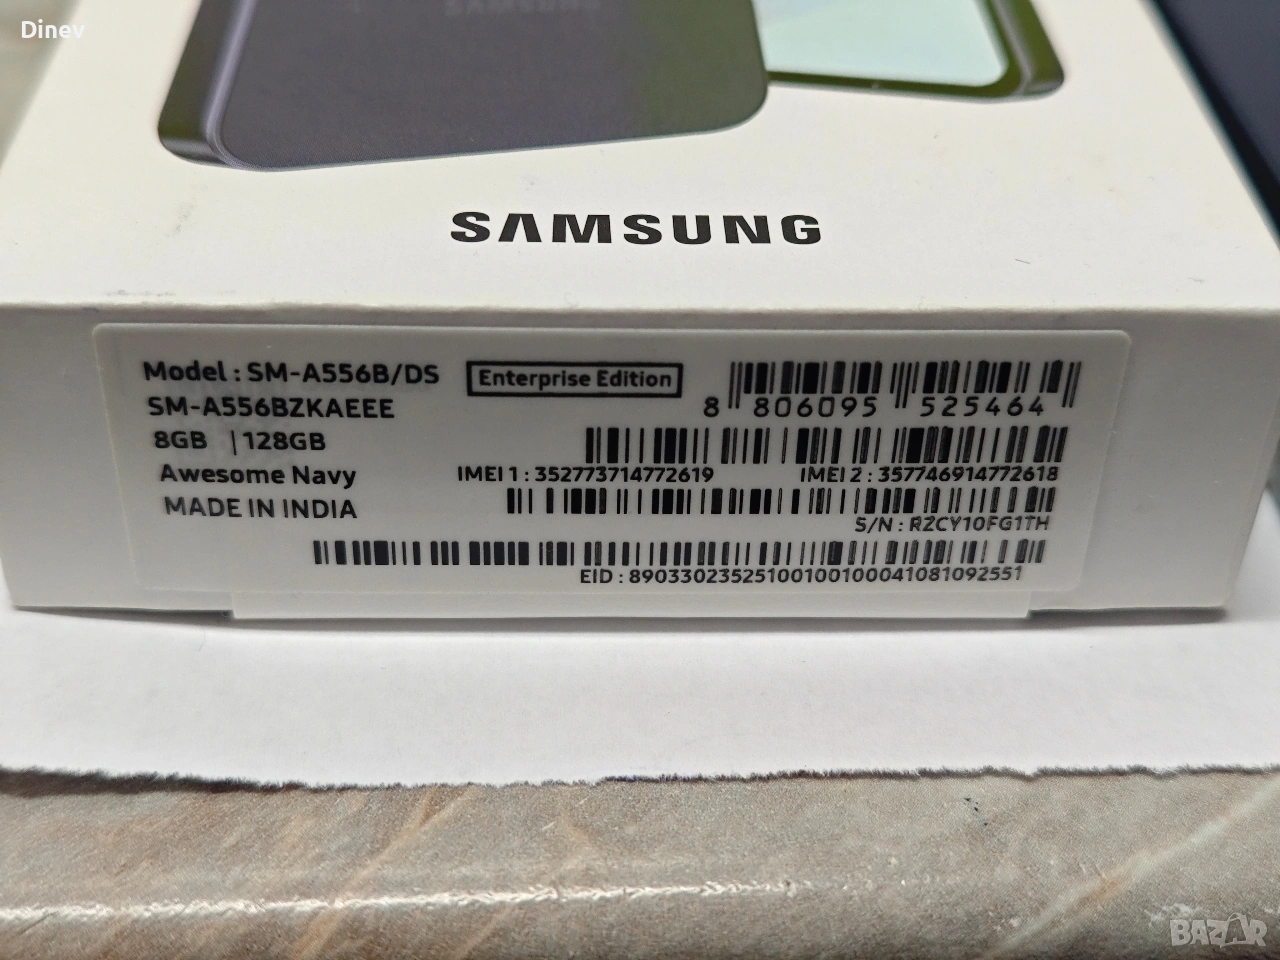 Dinev
SAMSUNG
SAMSUNG
Model : SM-A556B/DS
Enterprise Edition
SM-A556BZKAEEE
8 806095 525464
8GB | 128GB
Awesome Navy
IMEI 1 : 352773714772619
IMEI 2 : 357746914772618
MADE IN INDIA
S/N : RZCY10FG1TH
EID : 89033023525100100100041081092551
BAZAR